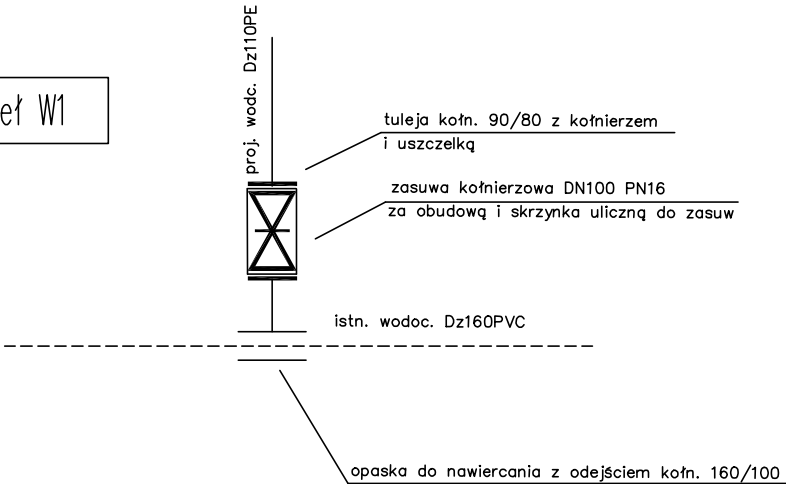 proj. wodc. Dz110PE
eł W1
tuleja kołn. 90/80 z kołnierzem
i uszczelką
zasuwa kołnierzowa DN100 PN16
za obudową i skrzynka uliczną do zasuw
istn. wodoc. Dz160PVC
opaska do nawiercania z odejściem kołn. 160/100